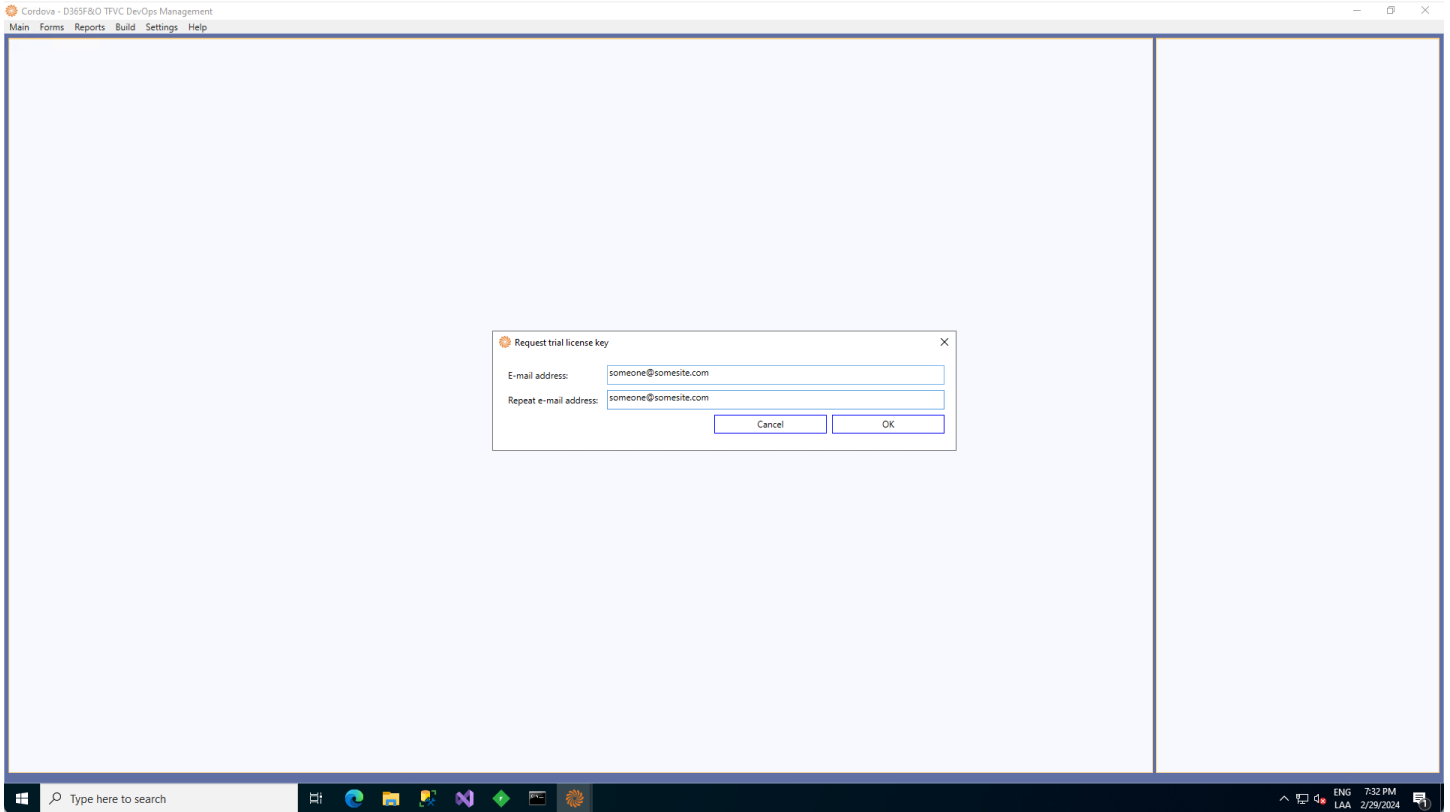 Cordova - D365F&O TFVC DevOps Management
Main Forms Reports Build Settings Help
Request trial license key
E-mail address: someone@somesite.com
Repeat e-mail address: someone@somesite.com
Cancel OK
Type here to search
ENG 7:32 PM
LAA 2/29/2024
1